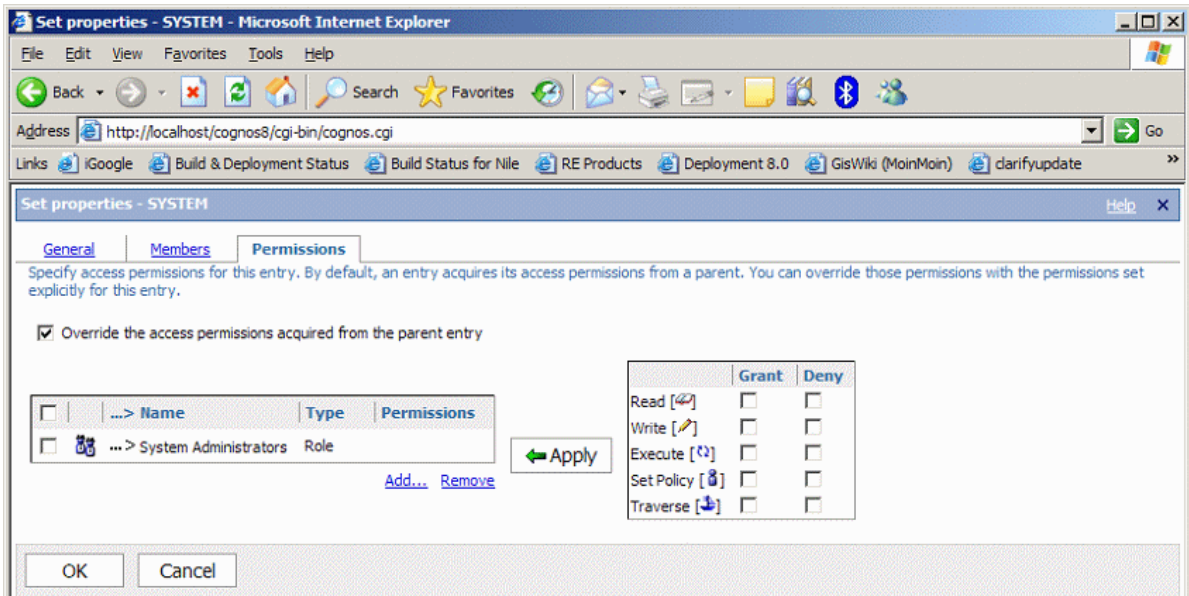 Set properties - SYSTEM - Microsoft Internet Explorer
File Edit View Favorites Tools Help
Back Search Favorites
Address http://localhost/cognos8/cgi-bin/cognos.cgi Go
Links iGoogle Build & Deployment Status Build Status for Nile RE Products Deployment 8.0 GisWiki (MoinMoin) clarifyupdate »
Set properties - SYSTEM Help x
General Members Permissions
Specify access permissions for this entry. By default, an entry acquires its access permissions from a parent. You can override those permissions with the permissions set
explicitly for this entry.
Override the access permissions acquired from the parent entry
Grant Deny
Read [ ]
...> Name Type Permissions
Write [ ]
...> System Administrators Role
Apply
Execute [ ]
Add... Remove
Set Policy [ ]
Traverse [ ]
OK Cancel